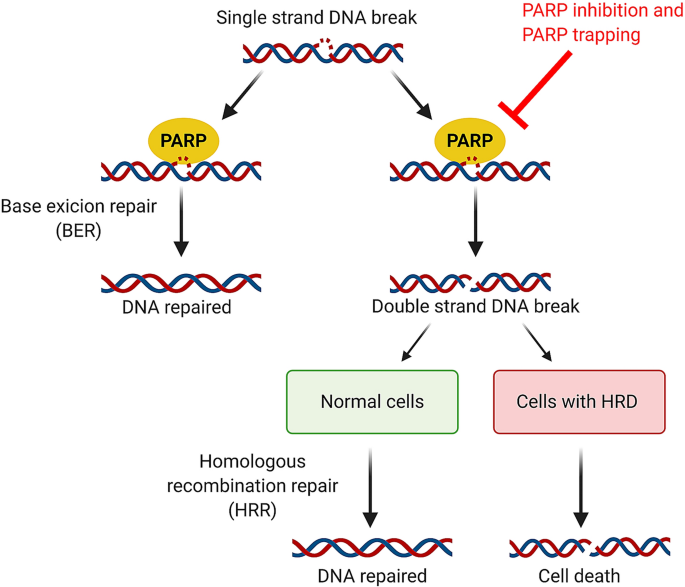 Single strand DNA break
PARP inhibition and
PARP trapping
PARP
PARP
Base exicion repair
(BER)
DNA repaired
Double strand DNA break
Normal cells
Cells with HRD
Homologous
recombination repair
(HRR)
DNA repaired
Cell death